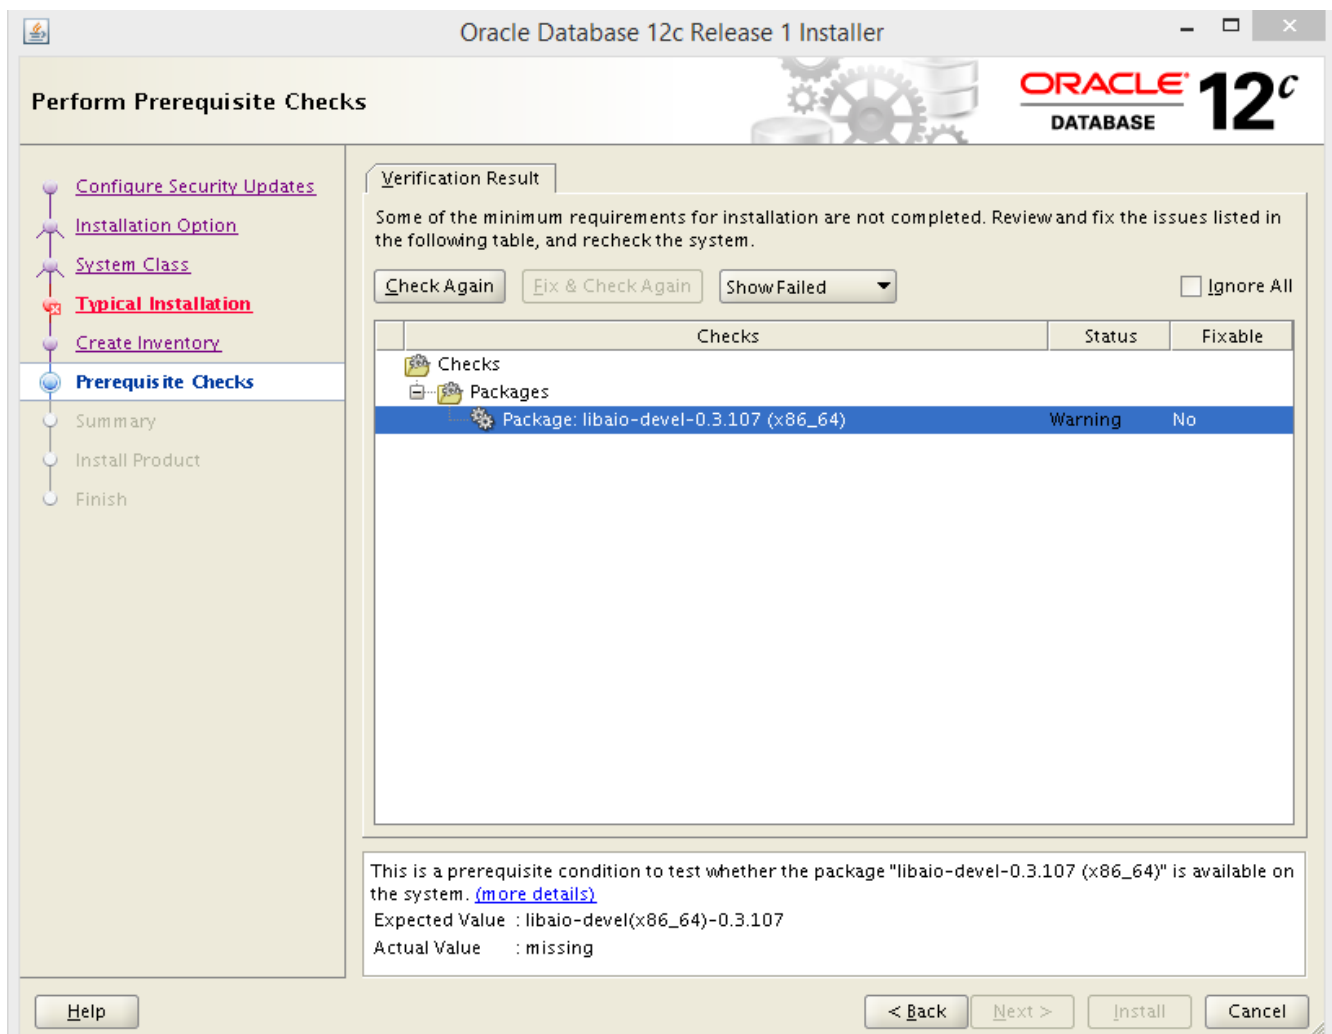 Oracle Database 12c Release 1 Installer
Perform Prerequisite Checks
ORACLE
DATABASE
12c
Configure Security Updates
Installation Option
System Class
Typical Installation
Create Inventory
Prerequisite Checks
Summary
Install Product
Finish
Verification Result
Some of the minimum requirements for installation are not completed. Review and fix the issues listed in
the following table, and recheck the system.
Check Again
Fix & Check Again
Show Failed
Ignore All
Checks Status Fixable
Checks
Packages
Package: libaio-devel-0.3.107 (x86_64) Warning No
This is a prerequisite condition to test whether the package "libaio-devel-0.3.107 (x86_64)" is available on
the system. (more details)
Expected Value : libaio-devel(x86_64)-0.3.107
Actual Value : missing
Help
< Back
Next >
Install
Cancel